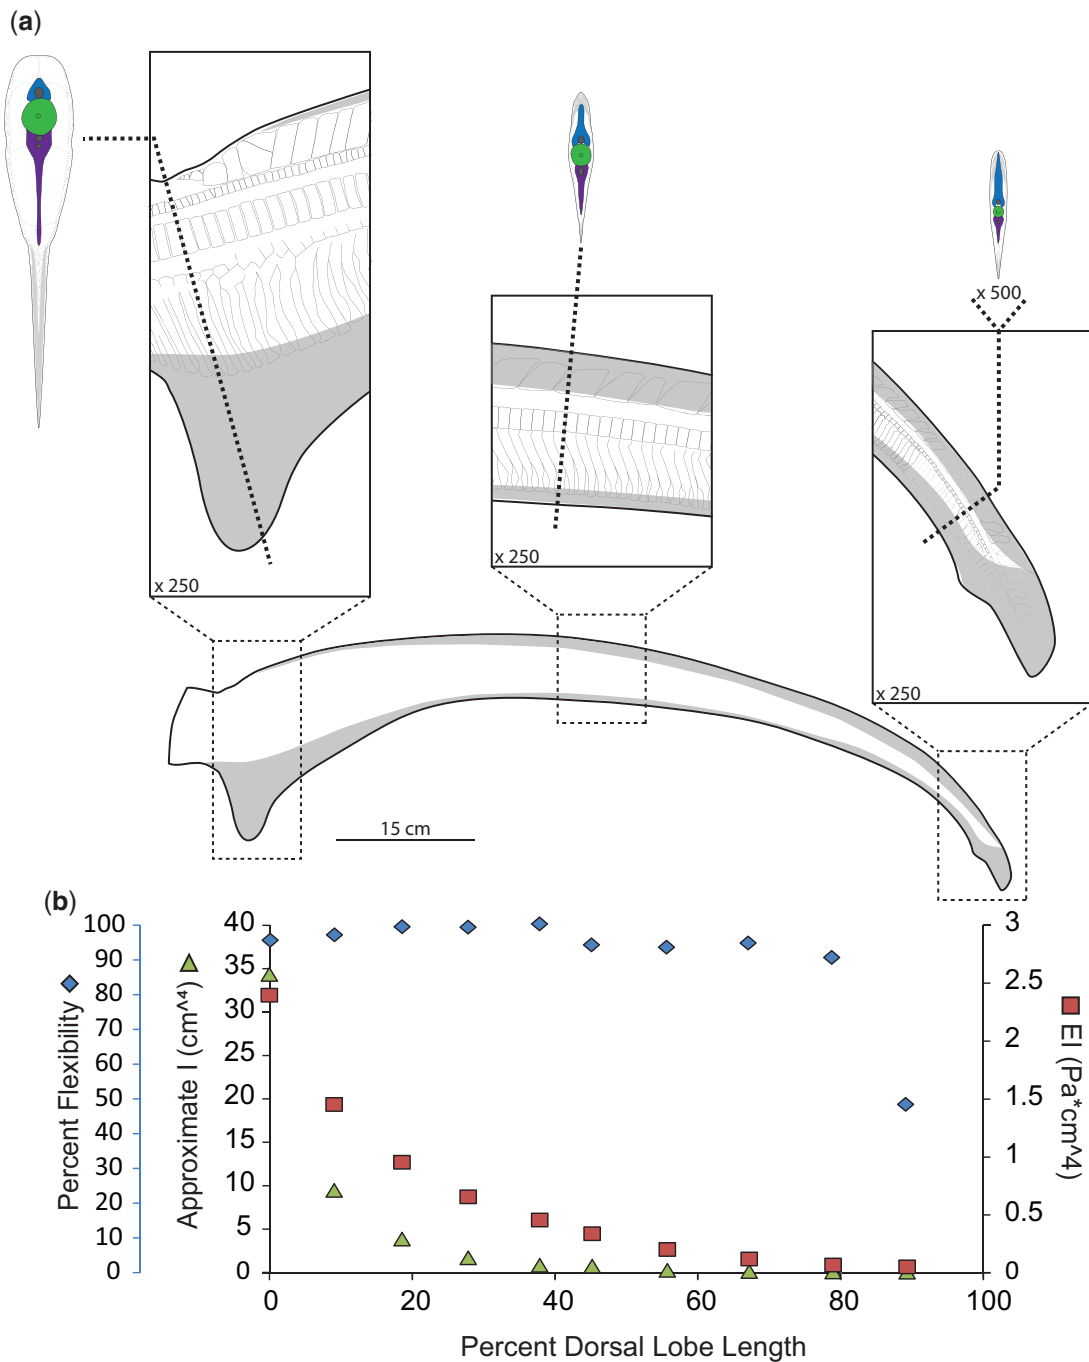 (a)
x 500
x 250
x 250
x 250
15 cm
(b)
Percent Flexibility
100
90
80
70
60
50
40
30
20
10
0
Approximate I (cm^4)
40
35
30
25
20
15
10
5
0
3
2.5
2
1.5
1
0.5
0
EI (Pa*cm^4)
0 20 40 60 80 100
Percent Dorsal Lobe Length